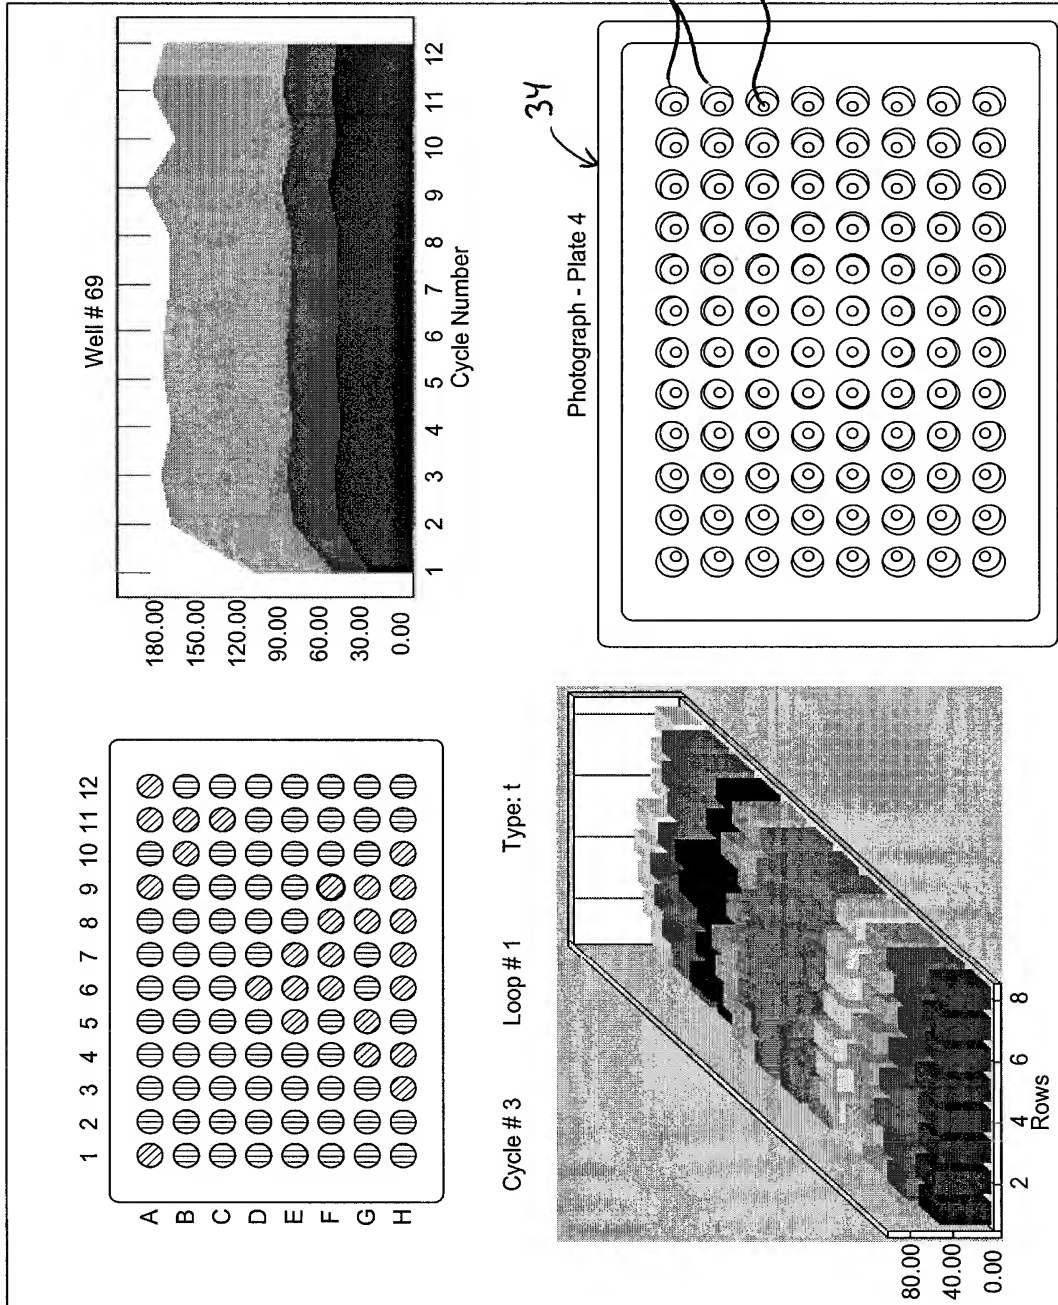 1 2 3 4 5 6 7 8 9 10 11 12
A
B
C
D
E
F
G
H
Well # 69
180.00
150.00
120.00
90.00
60.00
30.00
0.00
1 2 3 4 5 6 7 8 9 10 11 12
Cycle Number
Cycle # 3 Loop # 1 Type: t
80.00
40.00
0.00
2 4 6 8
Rows
Photograph - Plate 4
34